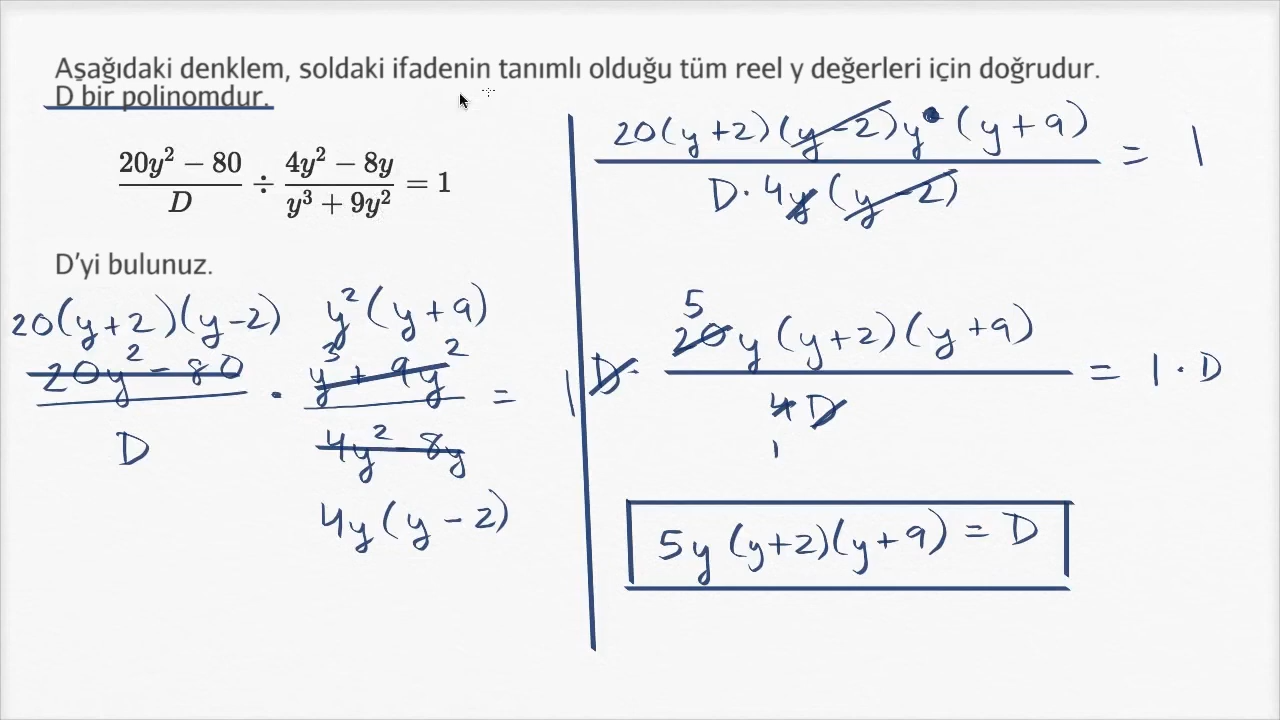 Aşağıdaki denklem, soldaki ifadenin tanımlı olduğu tüm reel y değerleri için doğrudur.
D bir polinomdur.
20y² − 80 / D ÷ 4y² − 8y / y³ + 9y² = 1
D'yi bulunuz.
20(y+2)(y−2) y²(y+9)
20y² − 80 / D · y³ + 9y² / 4y² − 8y = 1
4y(y−2)
20(y+2)(y−2)y(y+9) / D · 4y(y−2) = 1
5
D · 20y(y+2)(y+9) / 4D = 1 · D
1
5y(y+2)(y+9) = D